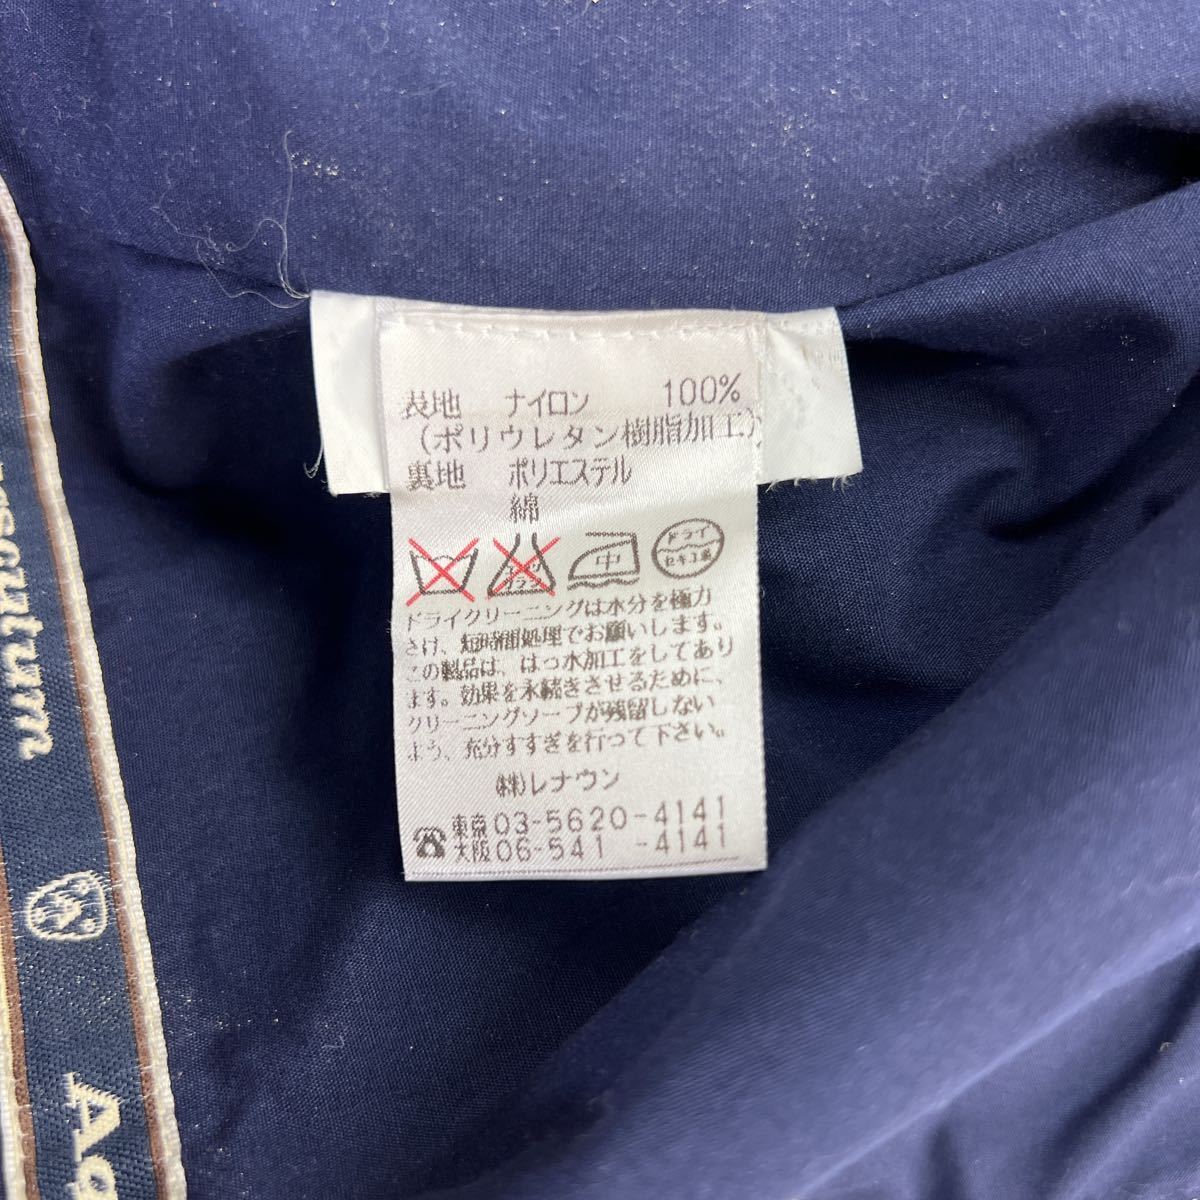 表地 ナイロン 100%
(ポリウレタン樹脂加工)
裏地 ポリエステル
綿
エンソ
サラシ
中
ドライ
セキユ系
ドライクリーニングは水分を極力
さけ、短時間処理でお願いします。
この製品は、はっ水加工をしてあり
ます。効果を永続きさせるために、
クリーニングソープが残留しない
よう、充分すすぎを行って下さい。
㈱レナウン
☎東京03-5620-4141
大阪06-541 -4141
scutum
Aq